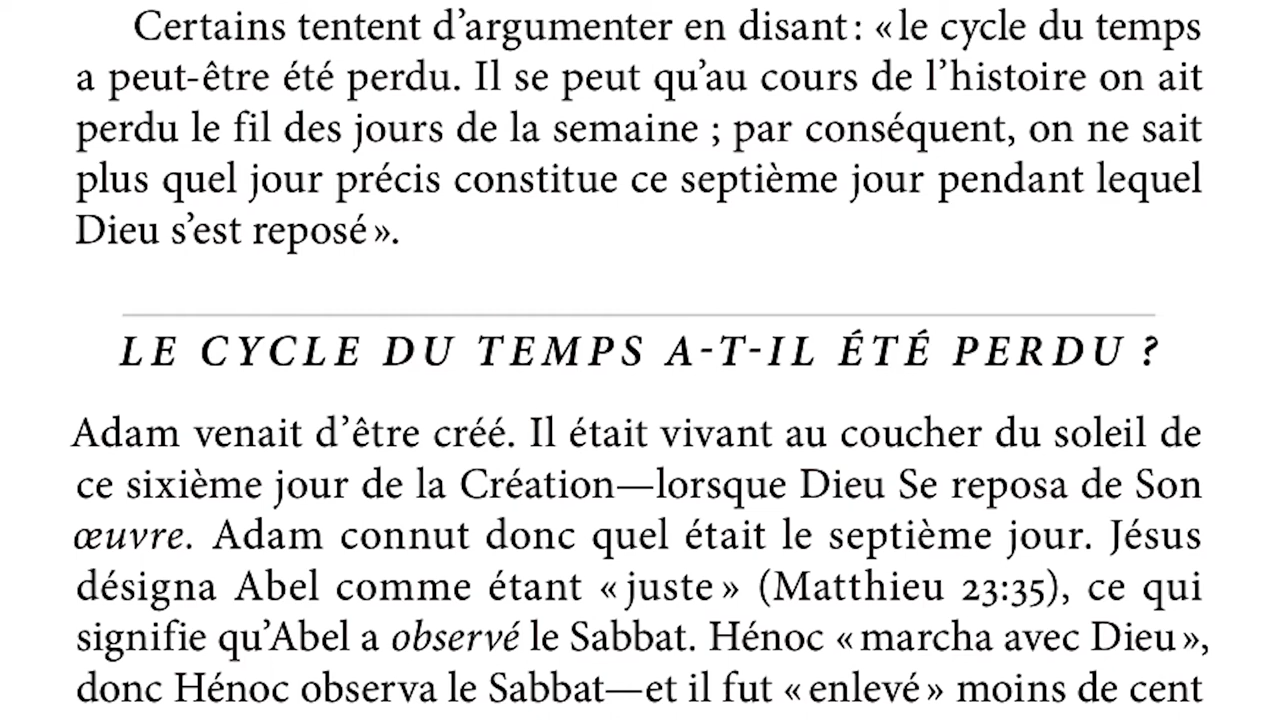 Certains tentent d’argumenter en disant : « le cycle du temps
a peut-être été perdu. Il se peut qu’au cours de l’histoire on ait
perdu le fil des jours de la semaine ; par conséquent, on ne sait
plus quel jour précis constitue ce septième jour pendant lequel
Dieu s’est reposé ».
LE CYCLE DU TEMPS A-T-IL ÉTÉ PERDU ?
Adam venait d’être créé. Il était vivant au coucher du soleil de
ce sixième jour de la Création—lorsque Dieu Se reposa de Son
œuvre. Adam connut donc quel était le septième jour. Jésus
désigna Abel comme étant « juste » (Matthieu 23:35), ce qui
signifie qu’Abel a observé le Sabbat. Hénoc « marcha avec Dieu »,
donc Hénoc observa le Sabbat—et il fut « enlevé » moins de cent